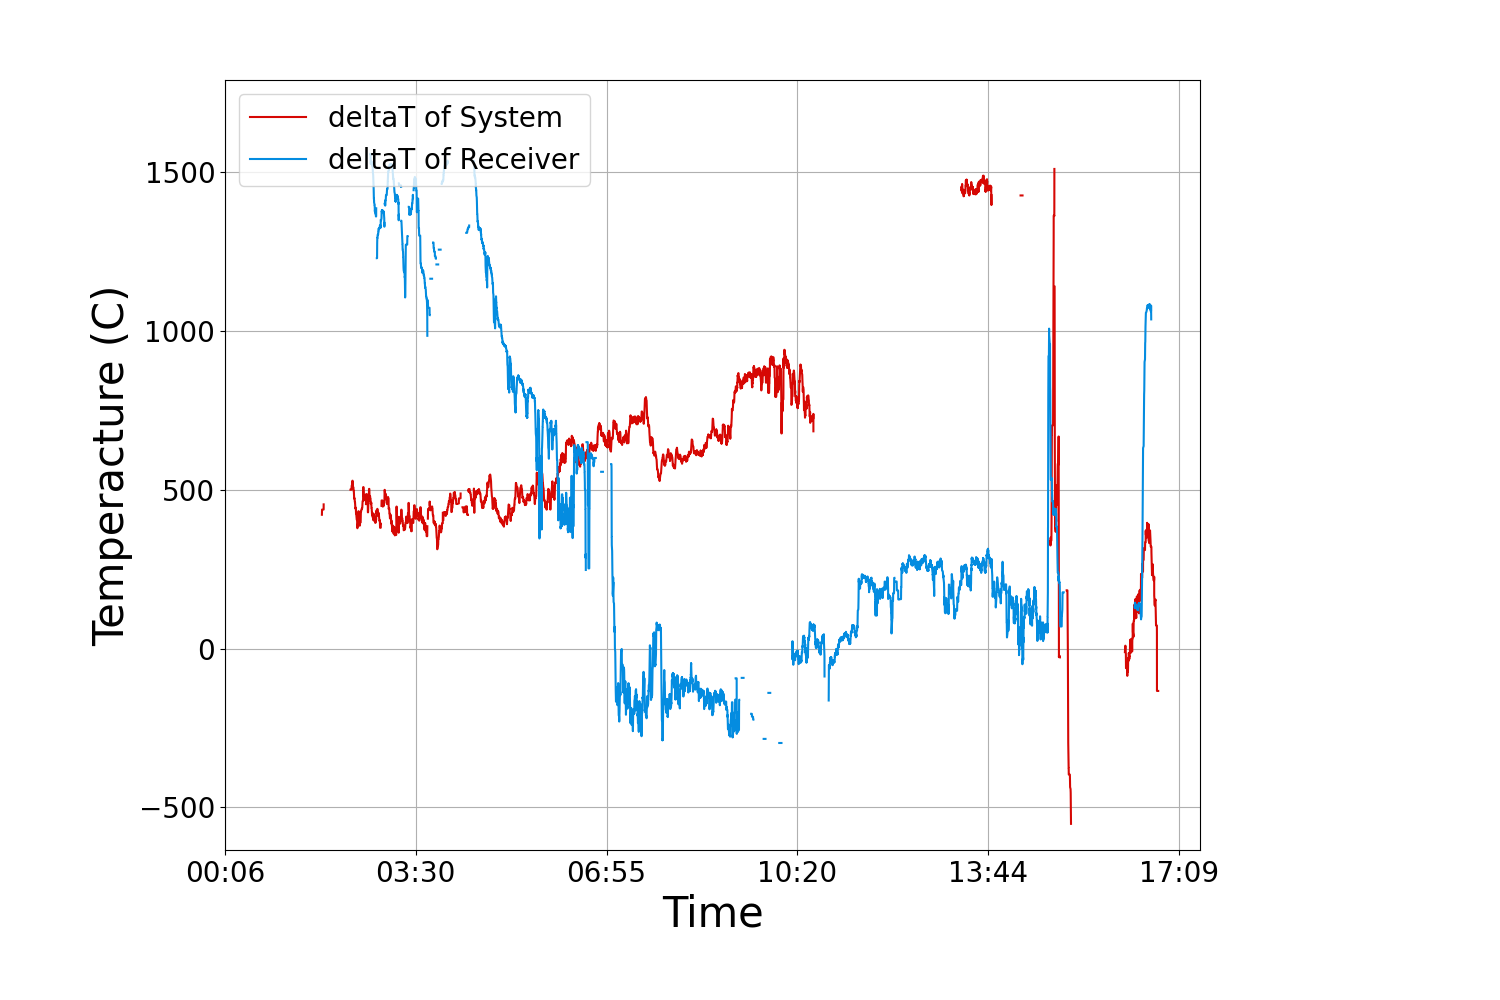 deltaT of System
deltaT of Receiver
1500
1000
500
0
−500
Temperacture (C)
00:06 03:30 06:55 10:20 13:44 17:09
Time